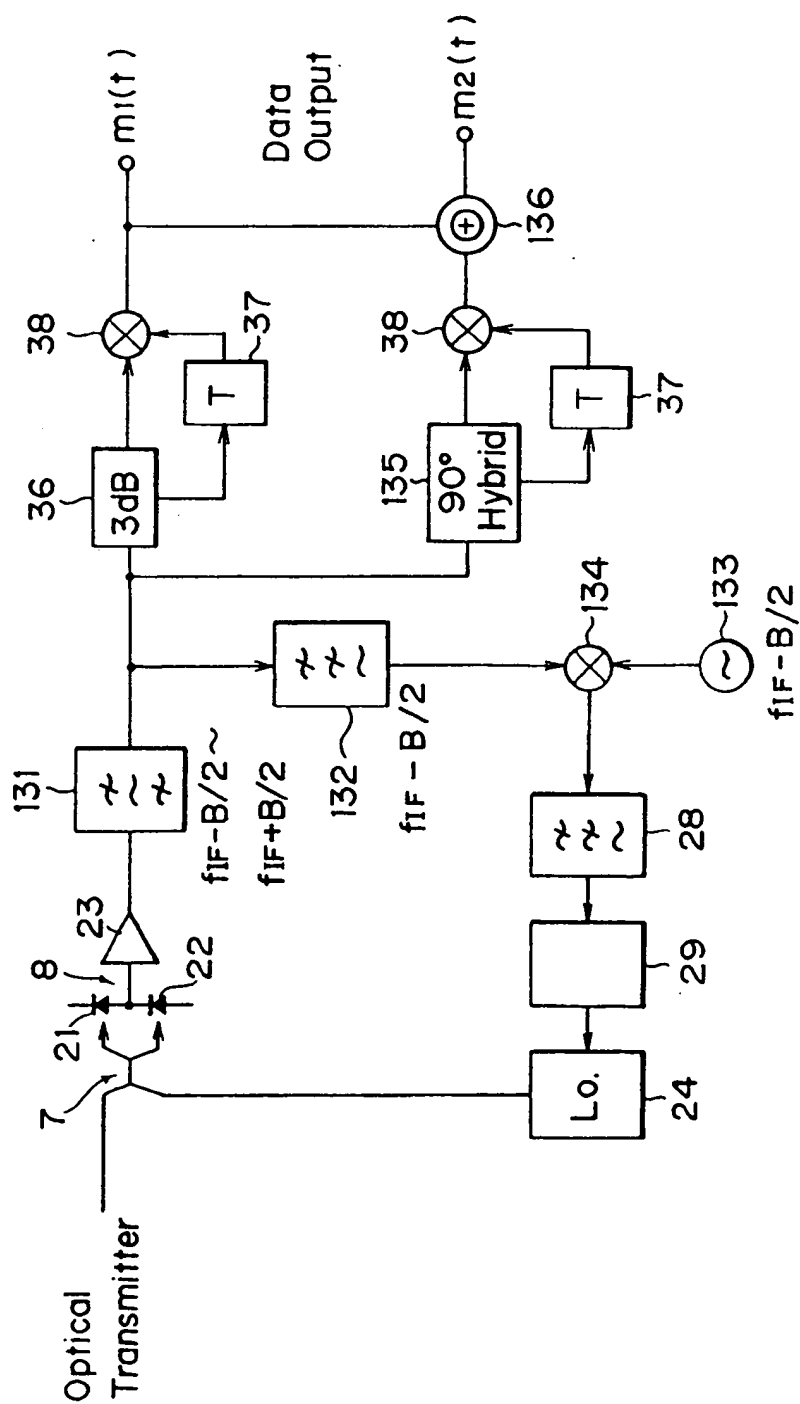 Optical
Transmitter
7
21
8
22
23
131
fIF-B/2~
fIF+B/2
36
3dB
38
T
37
m1(t)
Data
Output
135
90°
Hybrid
38
T
37
136
m2(t)
132
fIF-B/2
134
133
fIF-B/2
28
29
Lo.
24